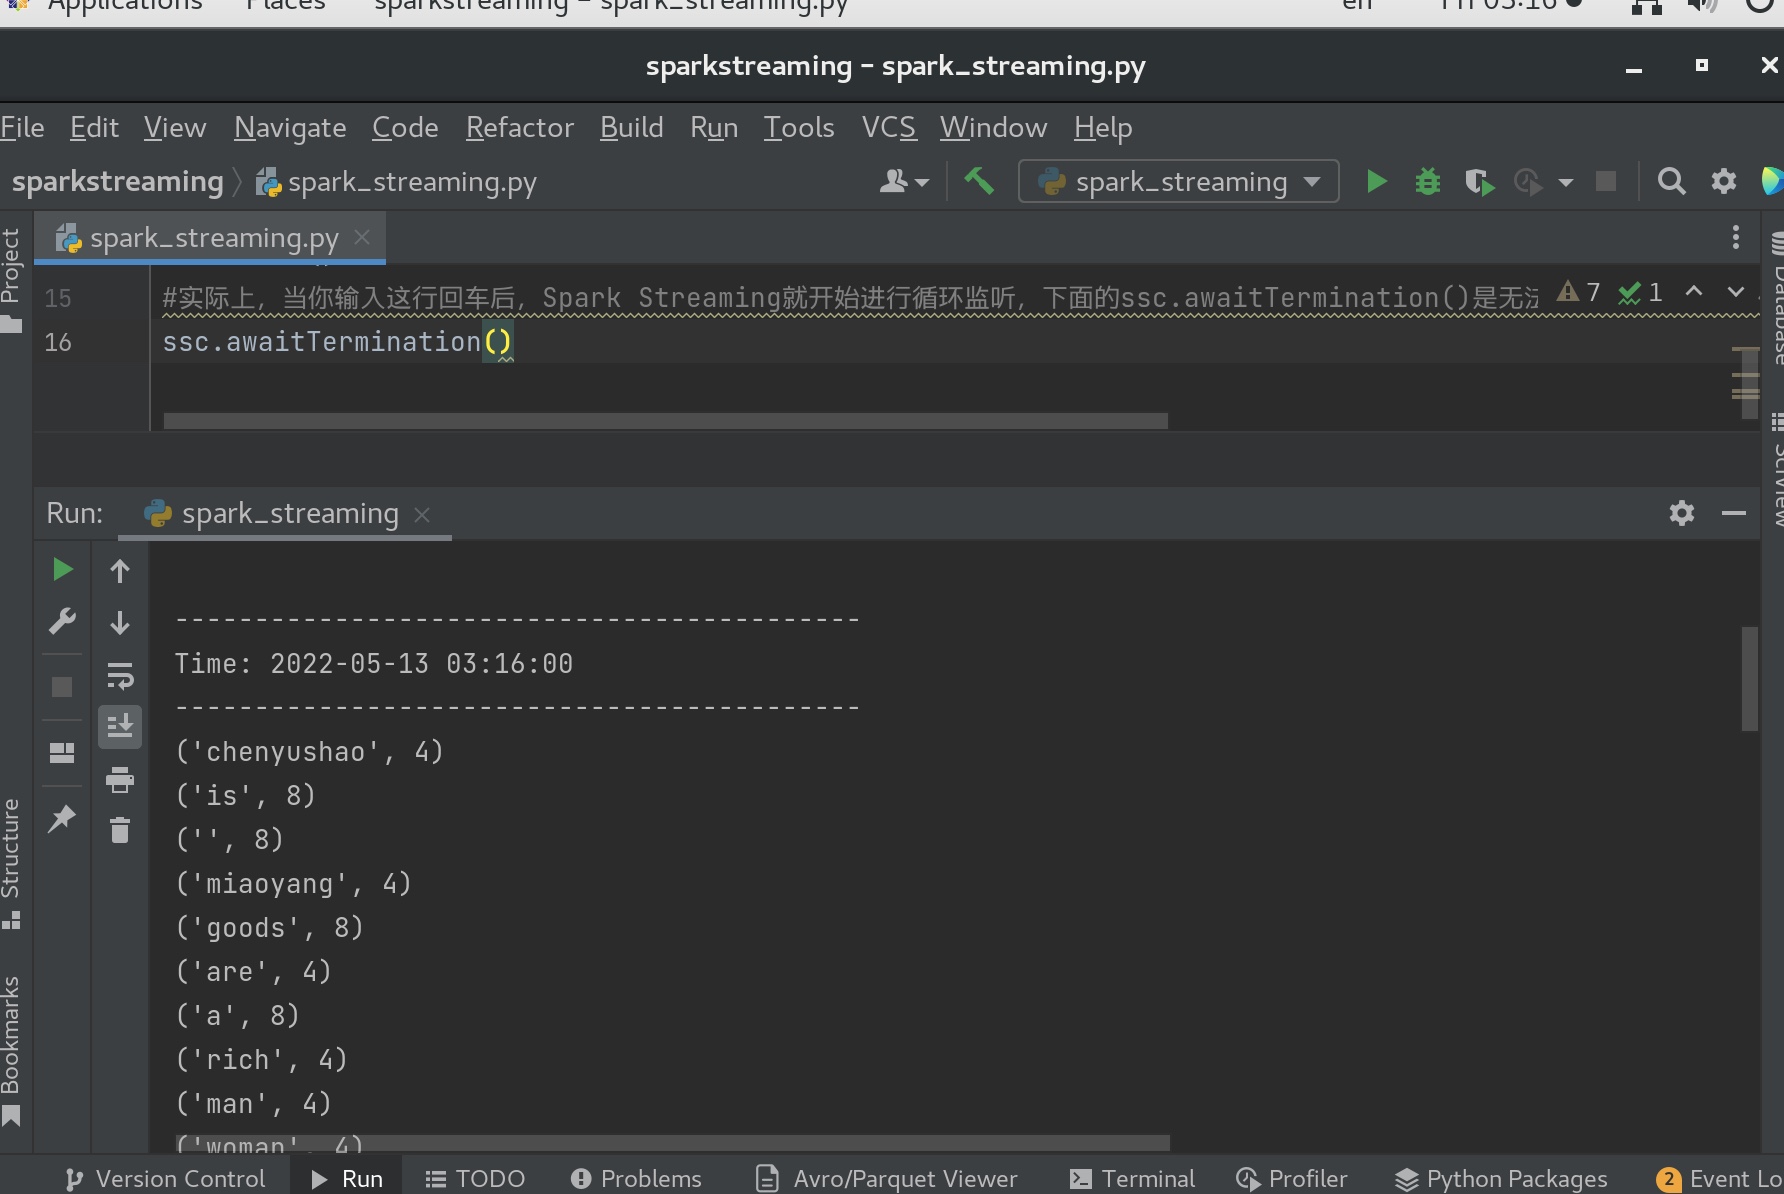 Applications Places sparkstreaming – spark_streaming.py en Fri 03:16
sparkstreaming – spark_streaming.py
File Edit View Navigate Code Refactor Build Run Tools VCS Window Help
sparkstreaming spark_streaming.py spark_streaming
Project
spark_streaming.py
Database
15 #实际上，当你输入这行回车后，Spark Streaming就开始进行循环监听，下面的ssc.awaitTermination()是无法 7 1
16 ssc.awaitTermination()
SciView
Run: spark_streaming
-------------------------------------------
Time: 2022-05-13 03:16:00
-------------------------------------------
('chenyushao', 4)
('is', 8)
('', 8)
('miaoyang', 4)
('goods', 8)
('are', 4)
('a', 8)
('rich', 4)
('man', 4)
('woman', 4)
Structure
Bookmarks
Version Control Run TODO Problems Avro/Parquet Viewer Terminal Profiler Python Packages 2 Event Lo